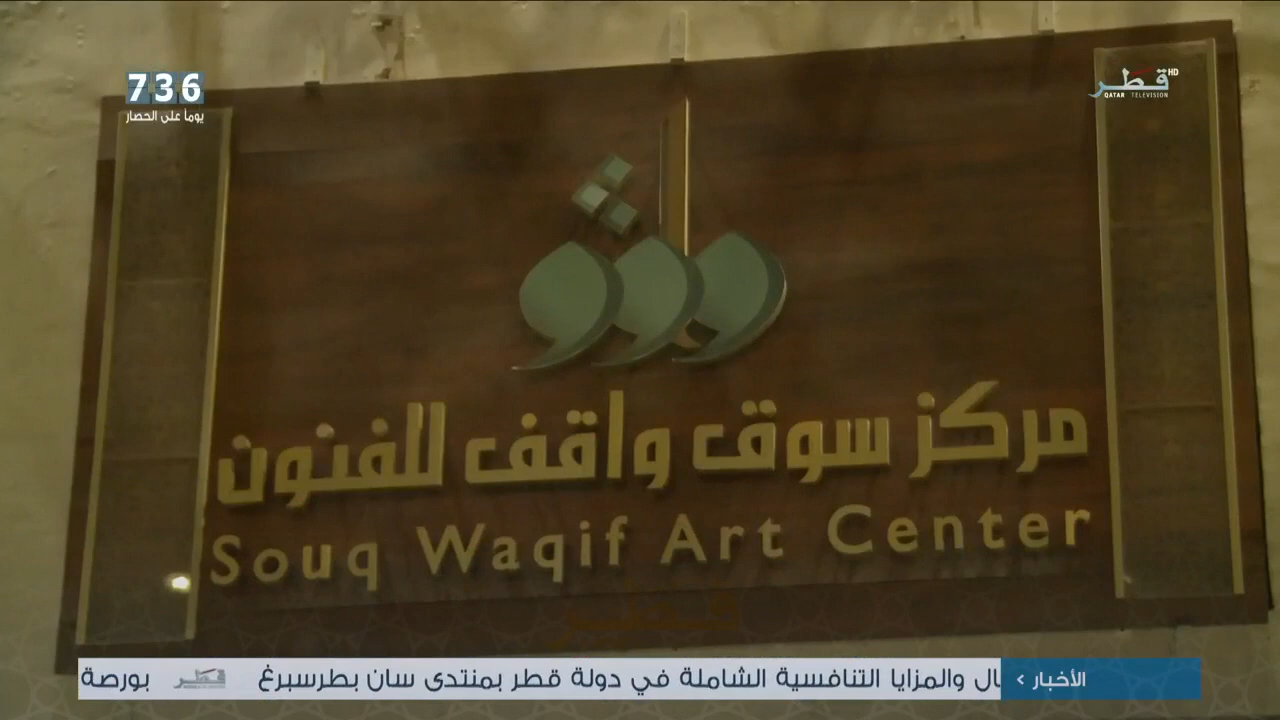 736
يوماً على الحصار
قطر HD
QATAR TELEVISION
مركز سوق واقف للفنون
Souq Waqif Art Center
الأخبار >
والمزايا التنافسية الشاملة في دولة قطر بمنتدى سان بطرسبرغ
قطر
بورصة